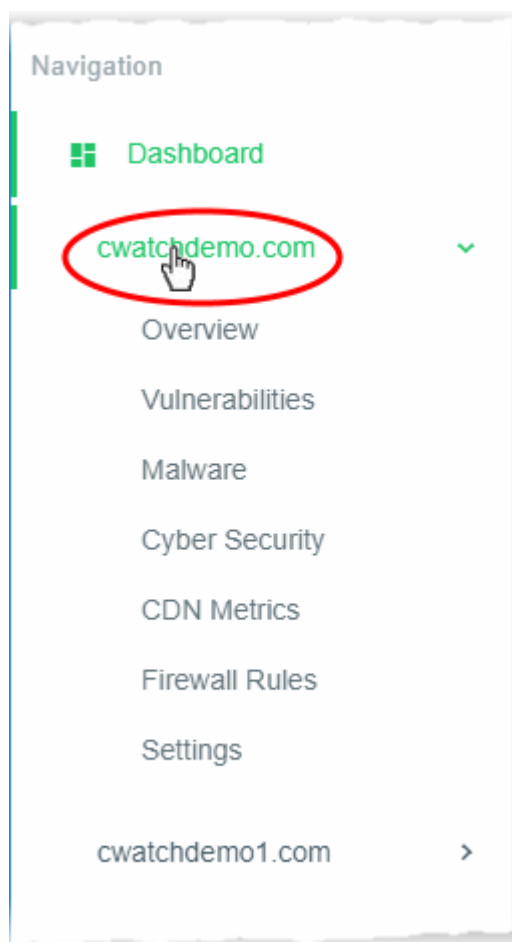 Navigation
Dashboard
cwatchdemo.com
Overview
Vulnerabilities
Malware
Cyber Security
CDN Metrics
Firewall Rules
Settings
cwatchdemo1.com